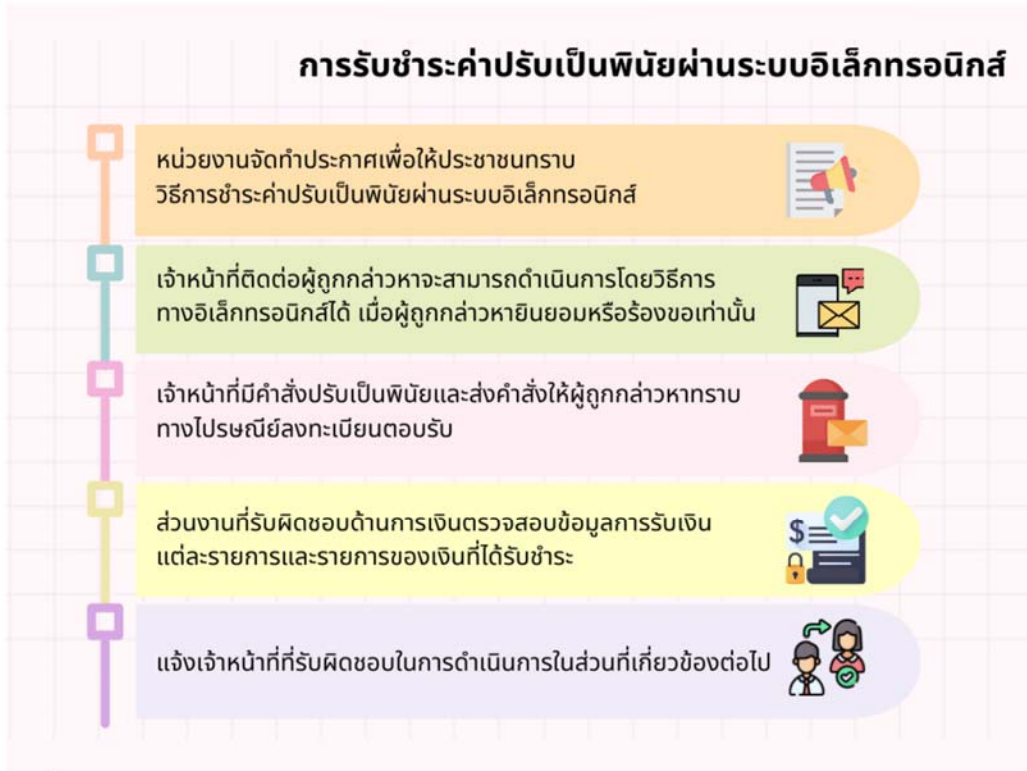 การรับชำระค่าปรับเป็นพินัยผ่านระบบอิเล็กทรอนิกส์
หน่วยงานจัดทำประกาศเพื่อให้ประชาชนทราบ
วิธีการชำระค่าปรับเป็นพินัยผ่านระบบอิเล็กทรอนิกส์
เจ้าหน้าที่ติดต่อผู้ถูกกล่าวหาจะสามารถดำเนินการโดยวิธีการ
ทางอิเล็กทรอนิกส์ได้ เมื่อผู้ถูกกล่าวหายินยอมหรือร้องขอเท่านั้น
เจ้าหน้าที่มีคำสั่งปรับเป็นพินัยและส่งคำสั่งให้ผู้ถูกกล่าวหาทราบ
ทางไปรษณีย์ลงทะเบียนตอบรับ
ส่วนงานที่รับผิดชอบด้านการเงินตรวจสอบข้อมูลการรับเงิน
แต่ละรายการและรายการของเงินที่ได้รับชำระ
แจ้งเจ้าหน้าที่ที่รับผิดชอบในการดำเนินการในส่วนที่เกี่ยวข้องต่อไป